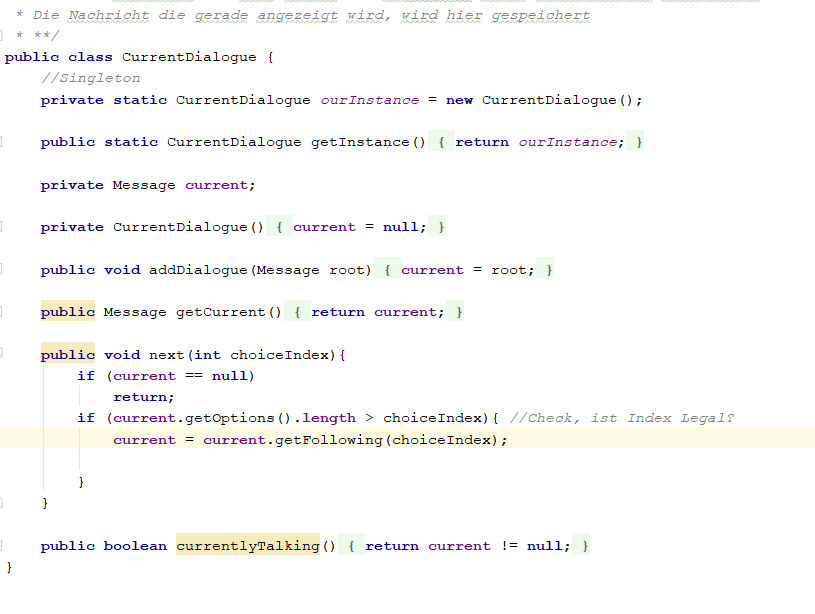 * Die Nachricht die gerade angezeigt wird, wird hier gespeichert
* **/
public class CurrentDialogue {
//Singleton
private static CurrentDialogue ourInstance = new CurrentDialogue();
public static CurrentDialogue getInstance() { return ourInstance; }
private Message current;
private CurrentDialogue() { current = null; }
public void addDialogue(Message root) { current = root; }
public Message getCurrent() { return current; }
public void next(int choiceIndex){
if (current == null)
return;
if (current.getOptions().length > choiceIndex){ //Check, ist Index Legal?
current = current.getFollowing(choiceIndex);
}
}
public boolean currentlyTalking() { return current != null; }
}